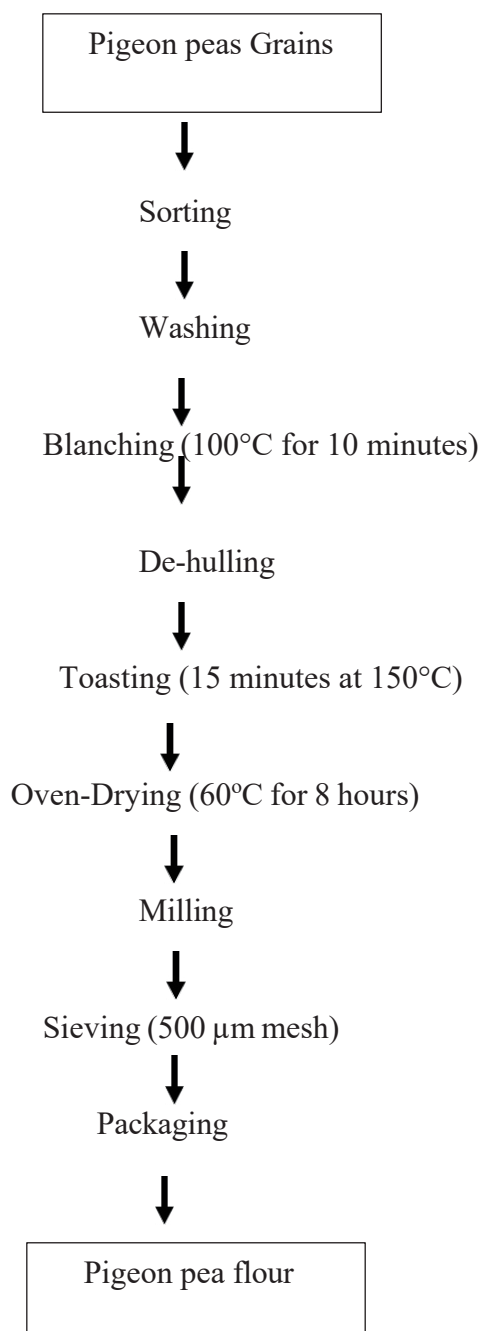 Pigeon peas Grains
Sorting
Washing
Blanching (100°C for 10 minutes)
De-hulling
Toasting (15 minutes at 150°C)
Oven-Drying (60ºC for 8 hours)
Milling
Sieving (500 µm mesh)
Packaging
Pigeon pea flour